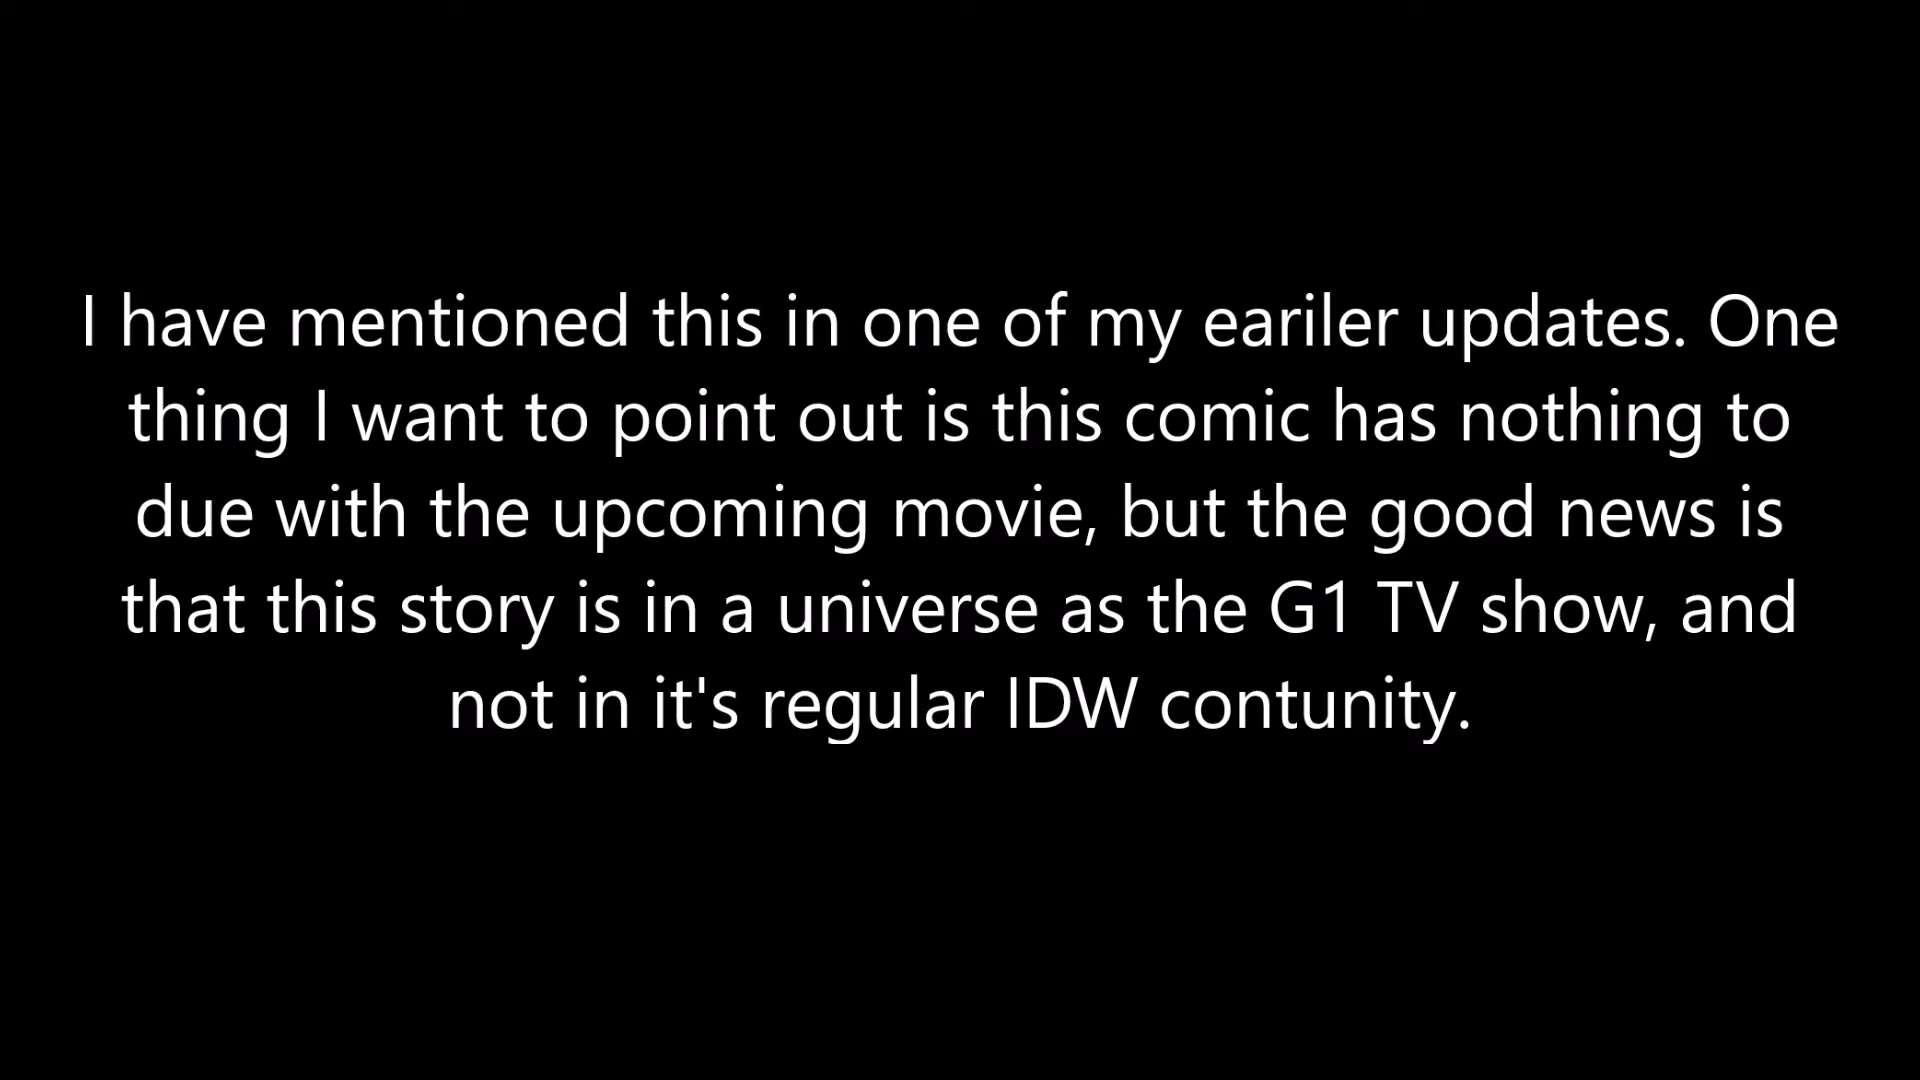 I have mentioned this in one of my eariler updates. One
thing I want to point out is this comic has nothing to
due with the upcoming movie, but the good news is
that this story is in a universe as the G1 TV show, and
not in it's regular IDW contunity.